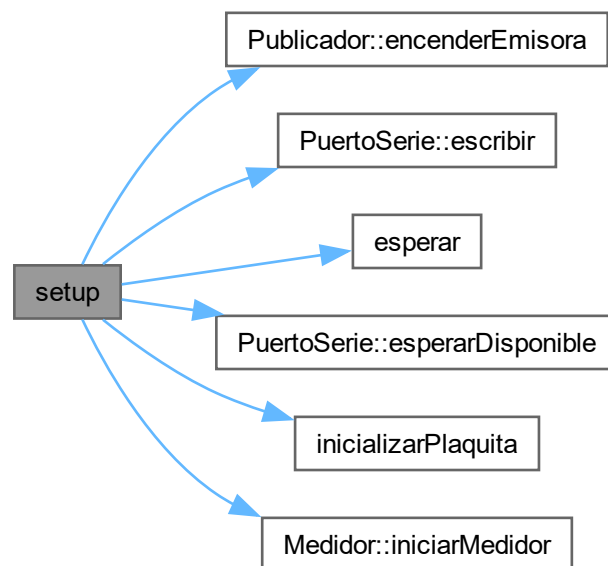 Publicador::encenderEmisora
PuertoSerie::escribir
esperar
setup
PuertoSerie::esperarDisponible
inicializarPlaquita
Medidor::iniciarMedidor